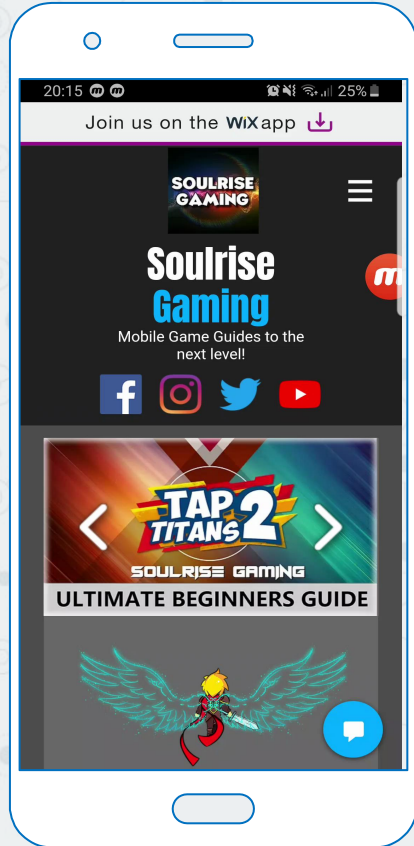 20:15 25%
Join us on the WiX app
SOULRISE
GAMING
Soulrise
Gaming
Mobile Game Guides to the
next level!
TAP
TITANS 2
SOULRISE GAMING
ULTIMATE BEGINNERS GUIDE